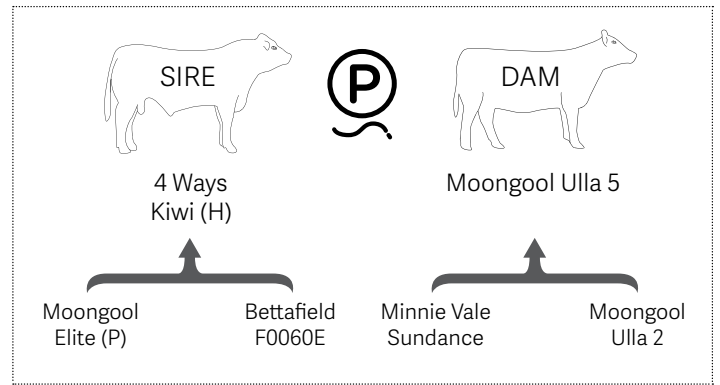 SIRE
P
DAM
4 Ways
Kiwi (H)
Moongool Ulla 5
Moongool
Elite (P)
Bettafield
F0060E
Minnie Vale
Sundance
Moongool
Ulla 2